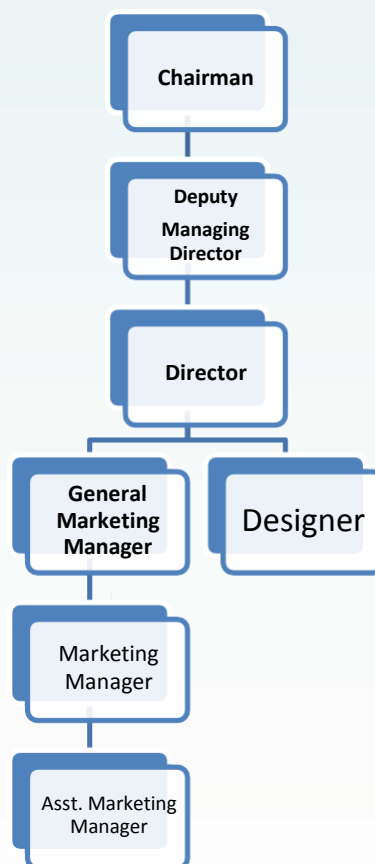 Chairman
Deputy
Managing
Director
Director
General
Marketing
Manager
Designer
Marketing
Manager
Asst. Marketing
Manager